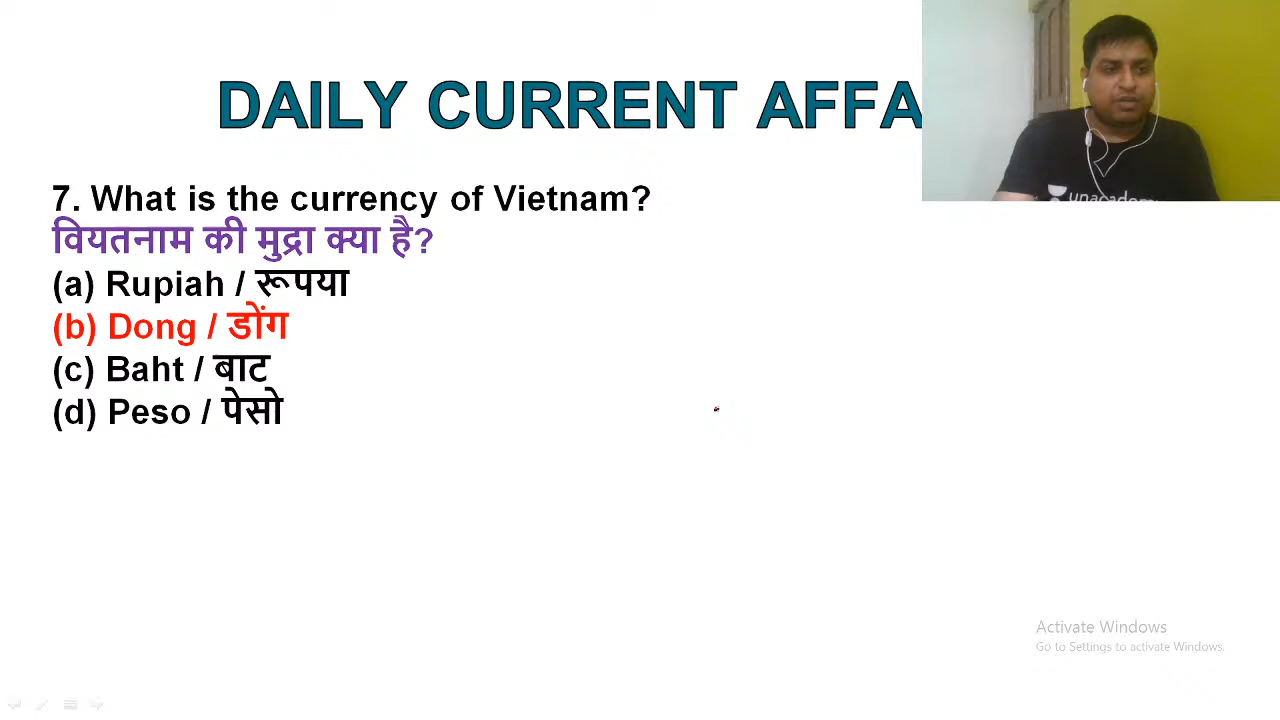 DAILY CURRENT AFFA
unacademy
7. What is the currency of Vietnam?
वियतनाम की मुद्रा क्या है?
(a) Rupiah / रूपया
(b) Dong / डोंग
(c) Baht / बाट
(d) Peso / पेसो
Activate Windows
Go to Settings to activate Windows.